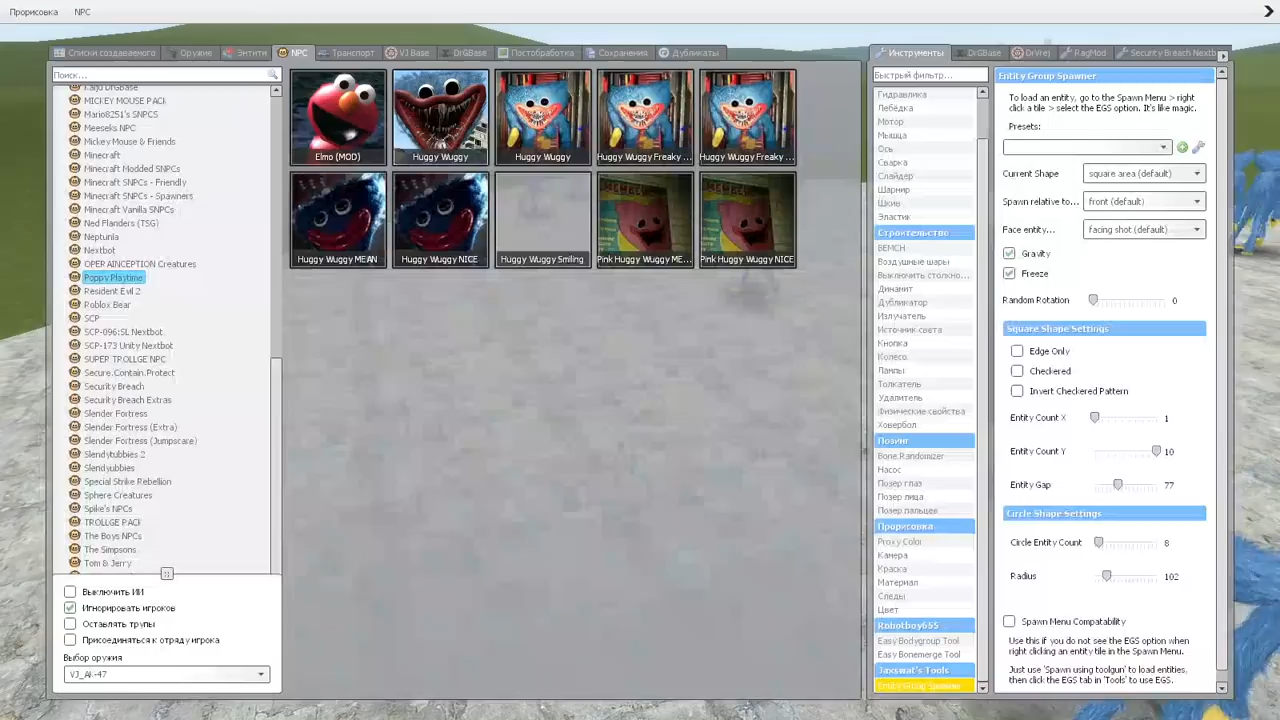 Прорисовка
NPC
Списки создаваемого
Оружие
Энтити
NPC
Транспорт
VJ Base
DrGBase
Постобработка
Сохранения
Дубликаты
Поиск...
Kaiju DrGBase
MICKEY MOUSE PACK
Mario8251's SNPCS
Meeseks NPC
Mickey Mouse & Friends
Minecraft
Minecraft Modded SNPCs
Minecraft SNPCs - Friendly
Minecraft SNPCs - Spawners
Minecraft Vanilla SNPCs
Ned Flanders (TSG)
Neptunia
Nextbot
OPERAINCEPTION Creatures
Poppy Playtime
Resident Evil 2
Roblox Bear
SCP
SCP-096:SL Nextbot
SCP-173 Unity Nextbot
SUPER TROLLGE NPC
Secure.Contain.Protect
Security Breach
Security Breach Extras
Slender Fortress
Slender Fortress (Extra)
Slender Fortress (Jumpscare)
Slendytubbies 2
Slendyubbies
Special Strike Rebellion
Sphere Creatures
Spike's NPCs
TROLLGE PACK
The Boys NPCs
The Simpsons
Tom & Jerry
Выключить ИИ
Игнорировать игроков
Оставлять трупы
Присоединяться к отряду игрока
Выбор оружия
VJ_AK-47
Elmo (MOD)
Huggy Wuggy
Huggy Wuggy
Huggy Wuggy Freaky ...
Huggy Wuggy Freaky ...
Huggy Wuggy MEAN
Huggy Wuggy NICE
Huggy Wuggy Smiling
Pink Huggy Wuggy ME...
Pink Huggy Wuggy NICE
Инструменты
DrGBase
DrVrej
RagMod
Security Breach Nextb
Быстрый фильтр...
Гидравлика
Лебёдка
Мотор
Мышца
Ось
Сварка
Слайдер
Шарнир
Шкив
Эластик
Строительство
BEMCH
Воздушные шары
Выключить столкно...
Динамит
Дубликатор
Излучатель
Источник света
Кнопка
Колесо
Лампы
Толкатель
Удалитель
Физические свойства
Ховербол
Позинг
Bone Randomizer
Насос
Позер глаз
Позер лица
Позер пальцев
Прорисовка
Proxy Color
Камера
Краска
Материал
Следы
Цвет
Robotboy655
Easy Bodygroup Tool
Easy Bonemerge Tool
Jaxswat's Tools
Entity Group Spawner
Entity Group Spawner
To load an entity, go to the Spawn Menu > right
click a tile > select the EGS option. It's like magic.
Presets:
Current Shape
square area (default)
Spawn relative to...
front (default)
Face entity...
facing shot (default)
Gravity
Freeze
Random Rotation
0
Square Shape Settings
Edge Only
Checkered
Invert Checkered Pattern
Entity Count X
1
Entity Count Y
10
Entity Gap
77
Circle Shape Settings
Circle Entity Count
8
Radius
102
Spawn Menu Compatability
Use this if you do not see the EGS option when
right clicking an entity tile in the Spawn Menu.
Just use 'Spawn using toolgun' to load entities,
then click the EGS tab in 'Tools' to use EGS.